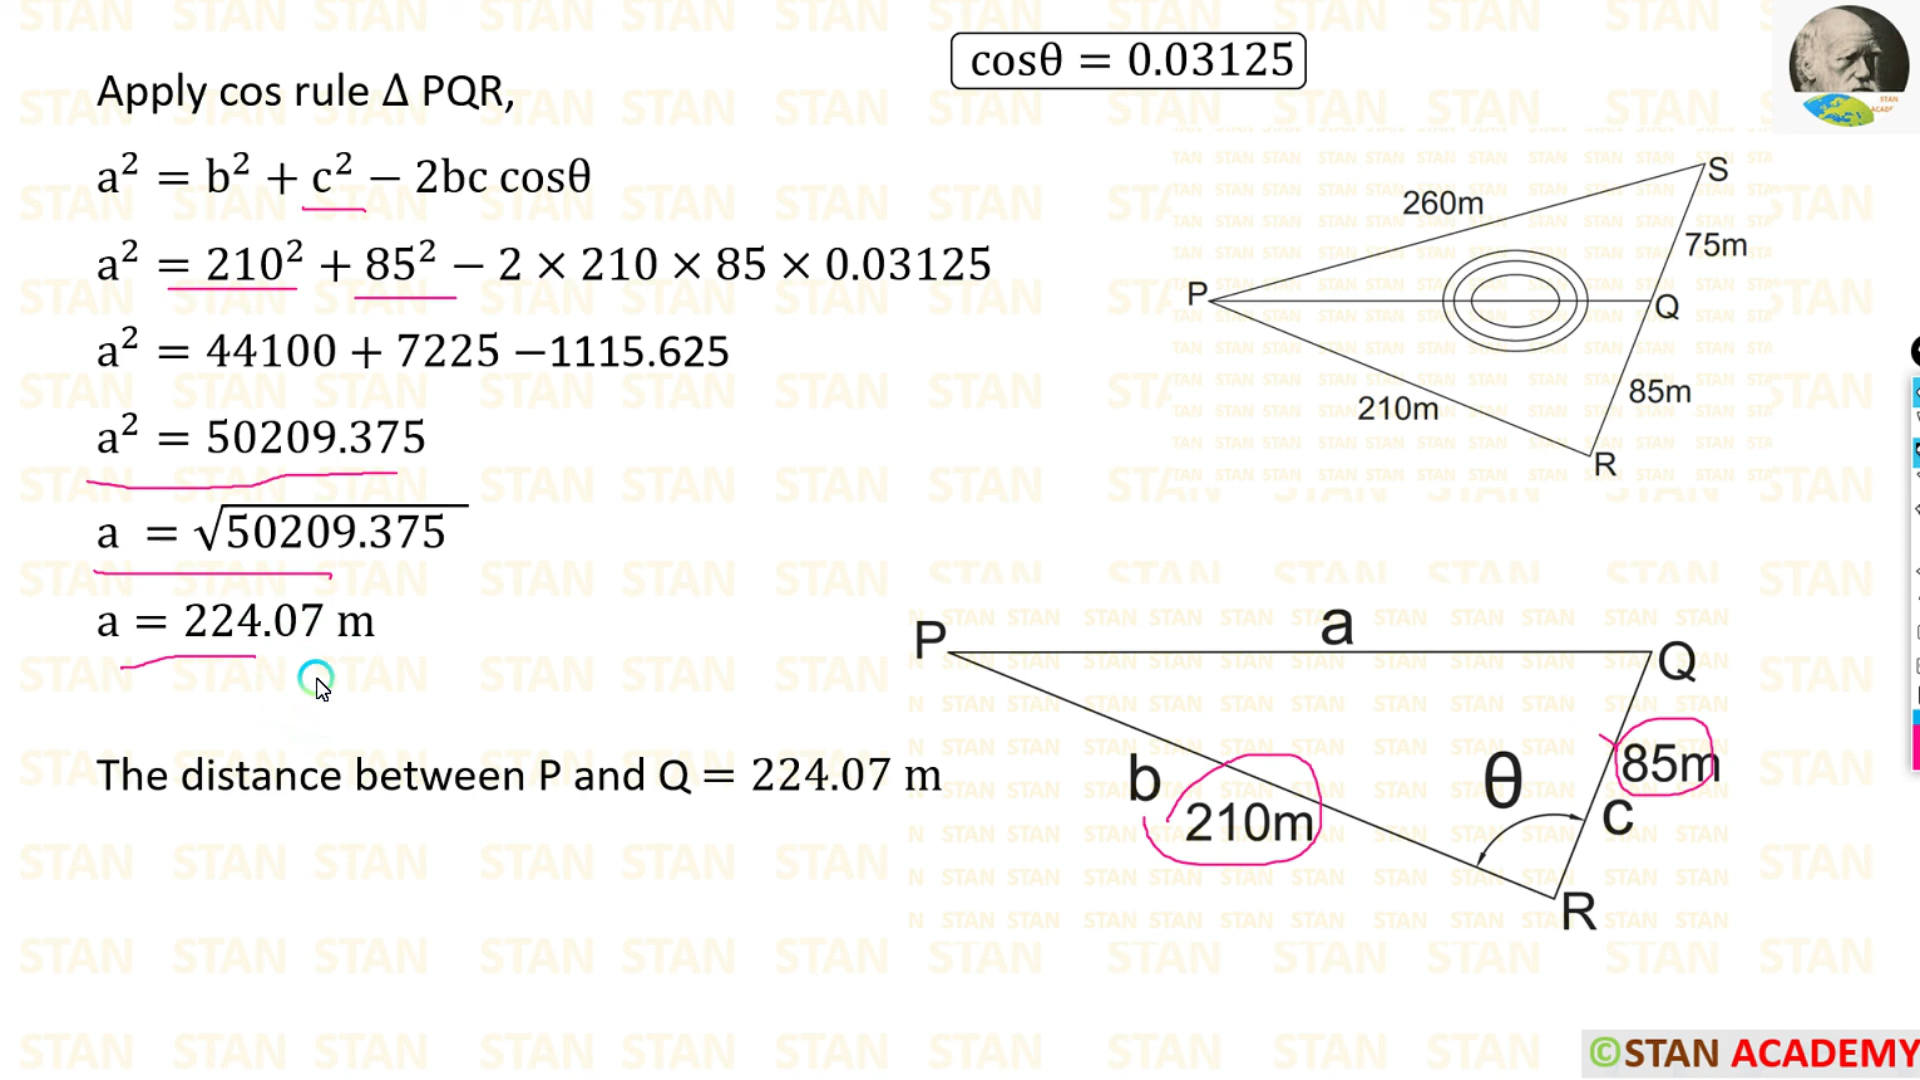 cosθ = 0.03125
Apply cos rule Δ PQR,
a² = b² + c² − 2bc cosθ
a² = 210² + 85² − 2 × 210 × 85 × 0.03125
a² = 44100 + 7225 −1115.625
a² = 50209.375
a = √50209.375
a = 224.07 m
The distance between P and Q = 224.07 m
S
260m
75m
P
Q
85m
210m
R
a
P
Q
b
θ
85m
210m
c
R
STAN
©STAN ACADEMY